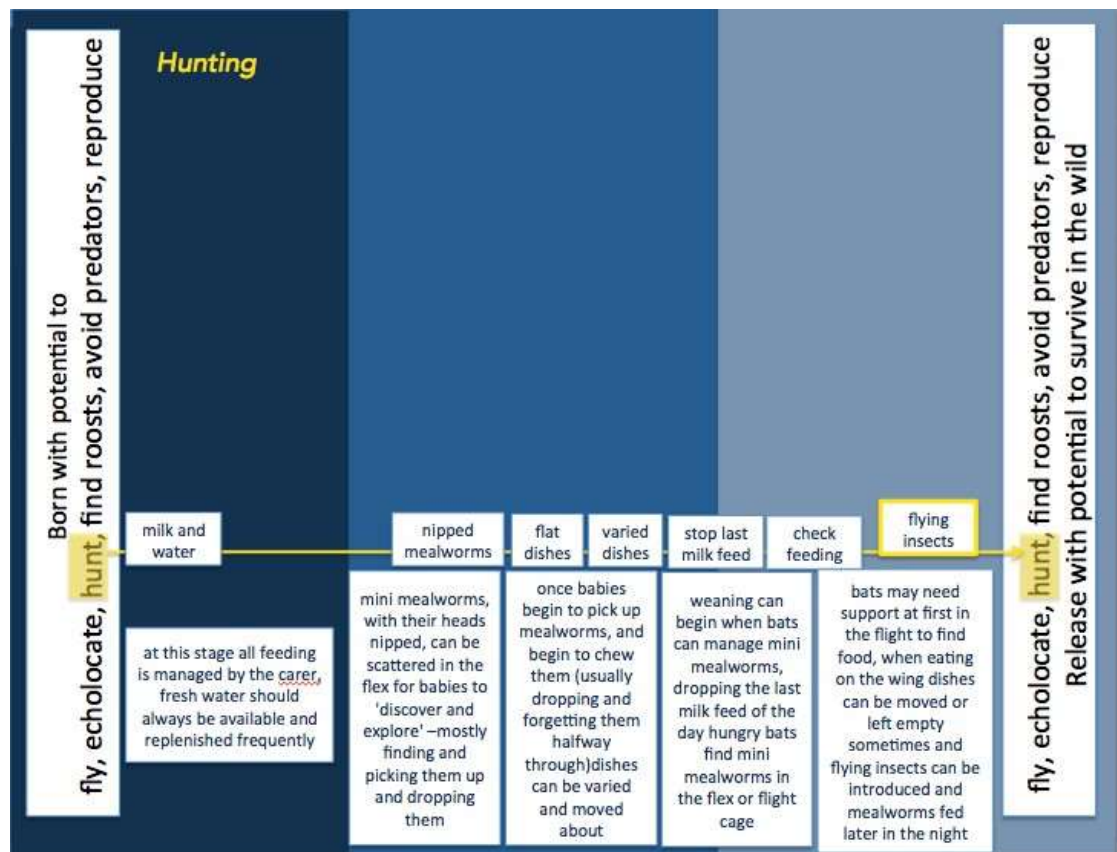 Hunting
Born with potential to
fly, echolocate, hunt, find roosts, avoid predators, reproduce
milk and
water
at this stage all feeding
is managed by the carer,
fresh water should
always be available and
replenished frequently
nipped
mealworms
mini mealworms,
with their heads
nipped, can be
scattered in the
flex for babies to
'discover and
explore' –mostly
finding and
picking them up
and dropping
them
flat
dishes
varied
dishes
once babies
begin to pick up
mealworms, and
begin to chew
them (usually
dropping and
forgetting them
halfway
through)dishes
can be varied
and moved
about
stop last
milk feed
weaning can
begin when bats
can manage mini
mealworms,
dropping the last
milk feed of the
day hungry bats
find mini
mealworms in
the flex or flight
cage
check
feeding
flying
insects
bats may need
support at first in
the flight to find
food, when eating
on the wing dishes
can be moved or
left empty
sometimes and
flying insects can be
introduced and
mealworms fed
later in the night
fly, echolocate, hunt, find roosts, avoid predators, reproduce
Release with potential to survive in the wild